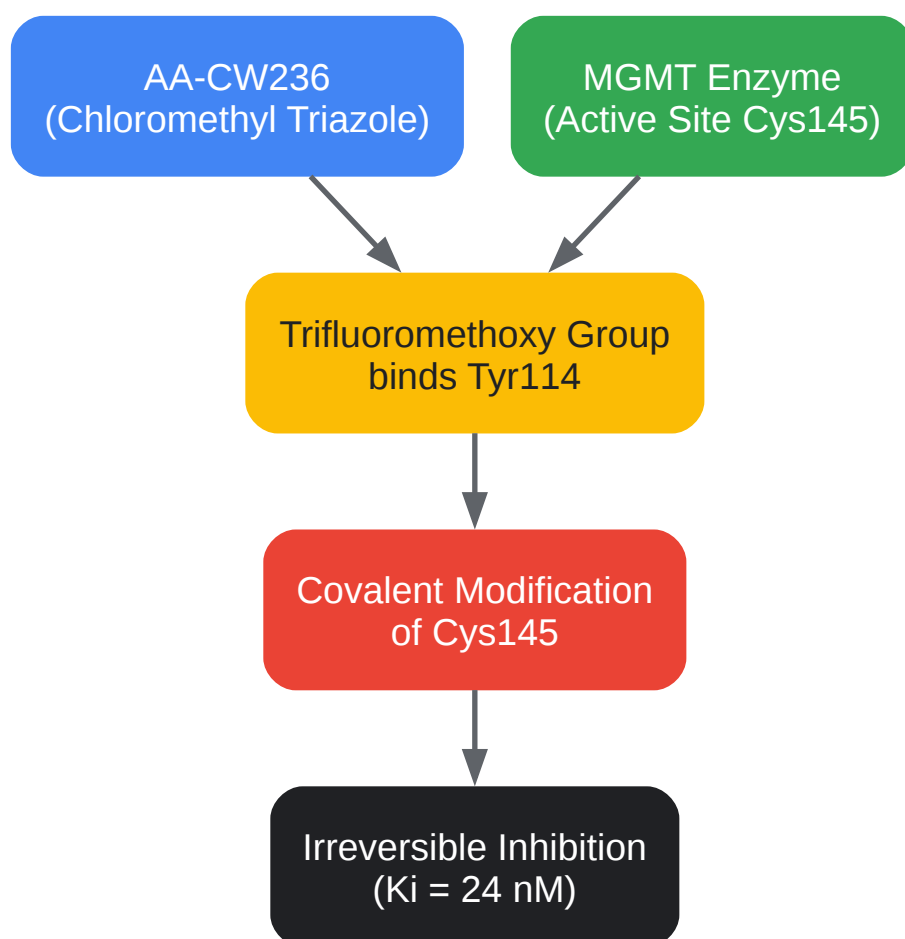 AA-CW236
(Chloromethyl Triazole)
MGMT Enzyme
(Active Site Cys145)
Trifluoromethoxy Group
binds Tyr114
Covalent Modification
of Cys145
Irreversible Inhibition
(Ki = 24 nM)